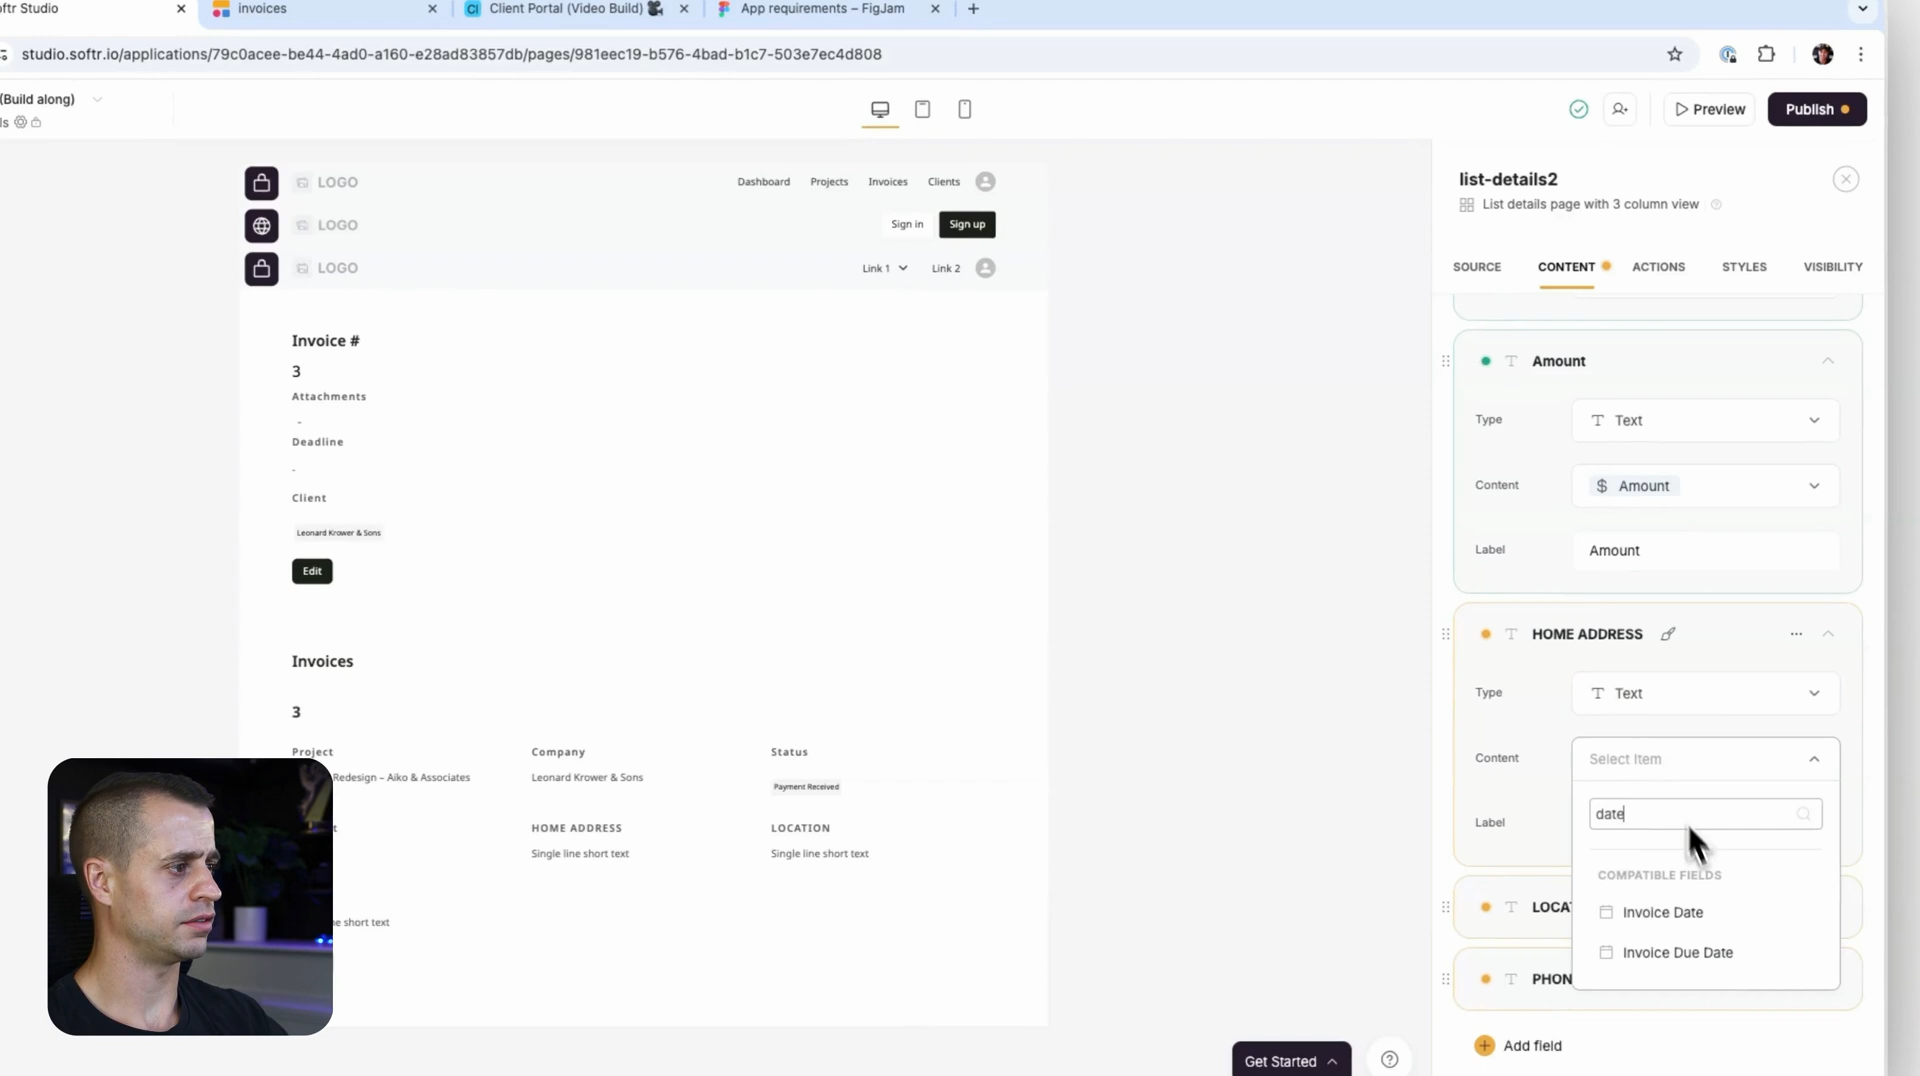 oftr Studio
invoices
Client Portal (Video Build)
App requirements – FigJam
studio.softr.io/applications/79c0acee-be44-4ad0-a160-e28ad83857db/pages/981eec19-b576-4bad-b1c7-503e7ec4d808
(Build along)
ls
Preview
Publish
LOGO
Dashboard
Projects
Invoices
Clients
LOGO
Sign in
Sign up
LOGO
Link 1
Link 2
Invoice #
3
Attachments
-
Deadline
-
Client
Leonard Krower & Sons
Edit
Invoices
3
Project
Company
Status
Redesign – Aiko & Associates
Leonard Krower & Sons
Payment Received
t
HOME ADDRESS
LOCATION
Single line short text
Single line short text
e short text
Get Started
list-details2
List details page with 3 column view
SOURCE
CONTENT
ACTIONS
STYLES
VISIBILITY
Amount
Type
Text
Content
$ Amount
Label
Amount
HOME ADDRESS
Type
Text
Content
Select Item
date
Label
COMPATIBLE FIELDS
Invoice Date
LOCA
Invoice Due Date
PHON
Add field